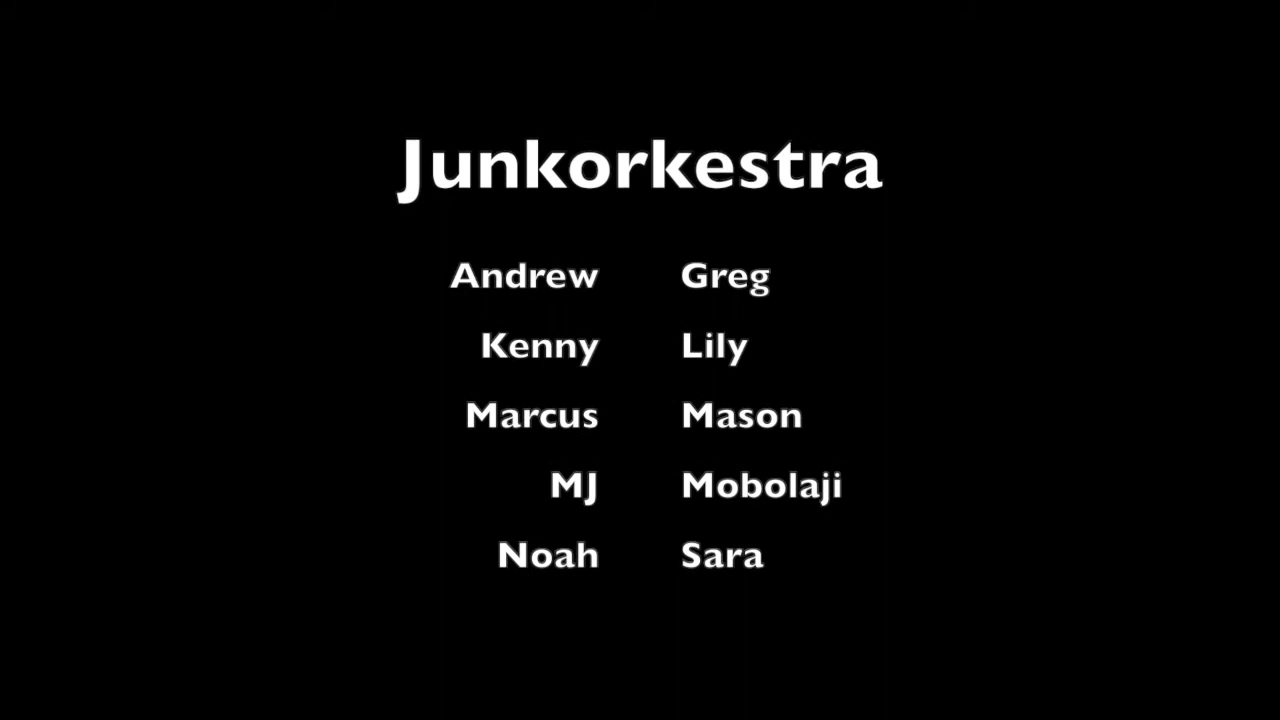 Junkorkestra
Andrew Greg
Kenny Lily
Marcus Mason
MJ Mobolaji
Noah Sara